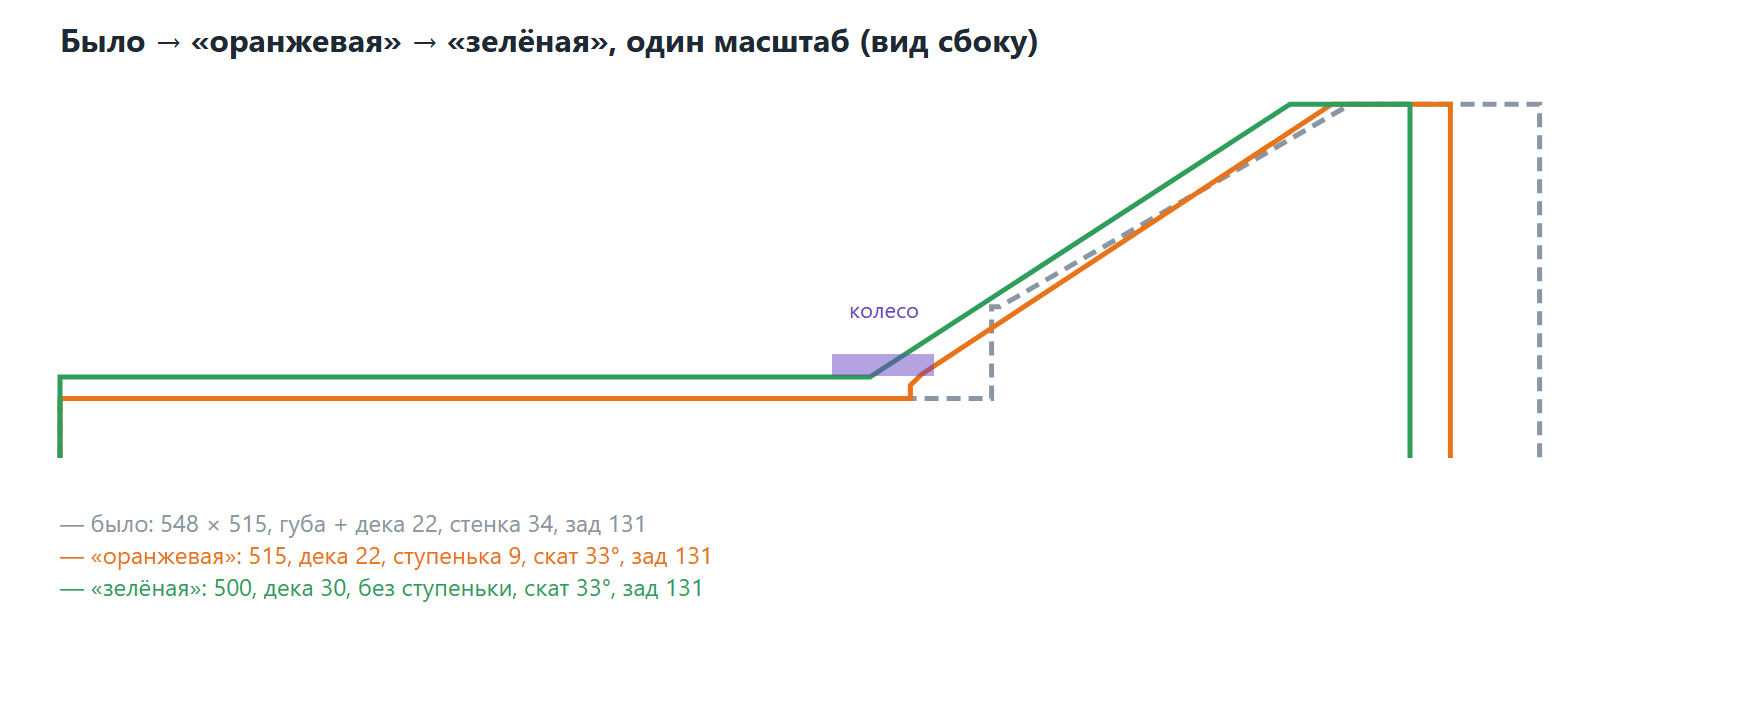 Было → «оранжевая» → «зелёная», один масштаб (вид сбоку)
колесо
— было: 548 × 515, губа + дека 22, стенка 34, зад 131
— «оранжевая»: 515, дека 22, ступенька 9, скат 33°, зад 131
— «зелёная»: 500, дека 30, без ступеньки, скат 33°, зад 131